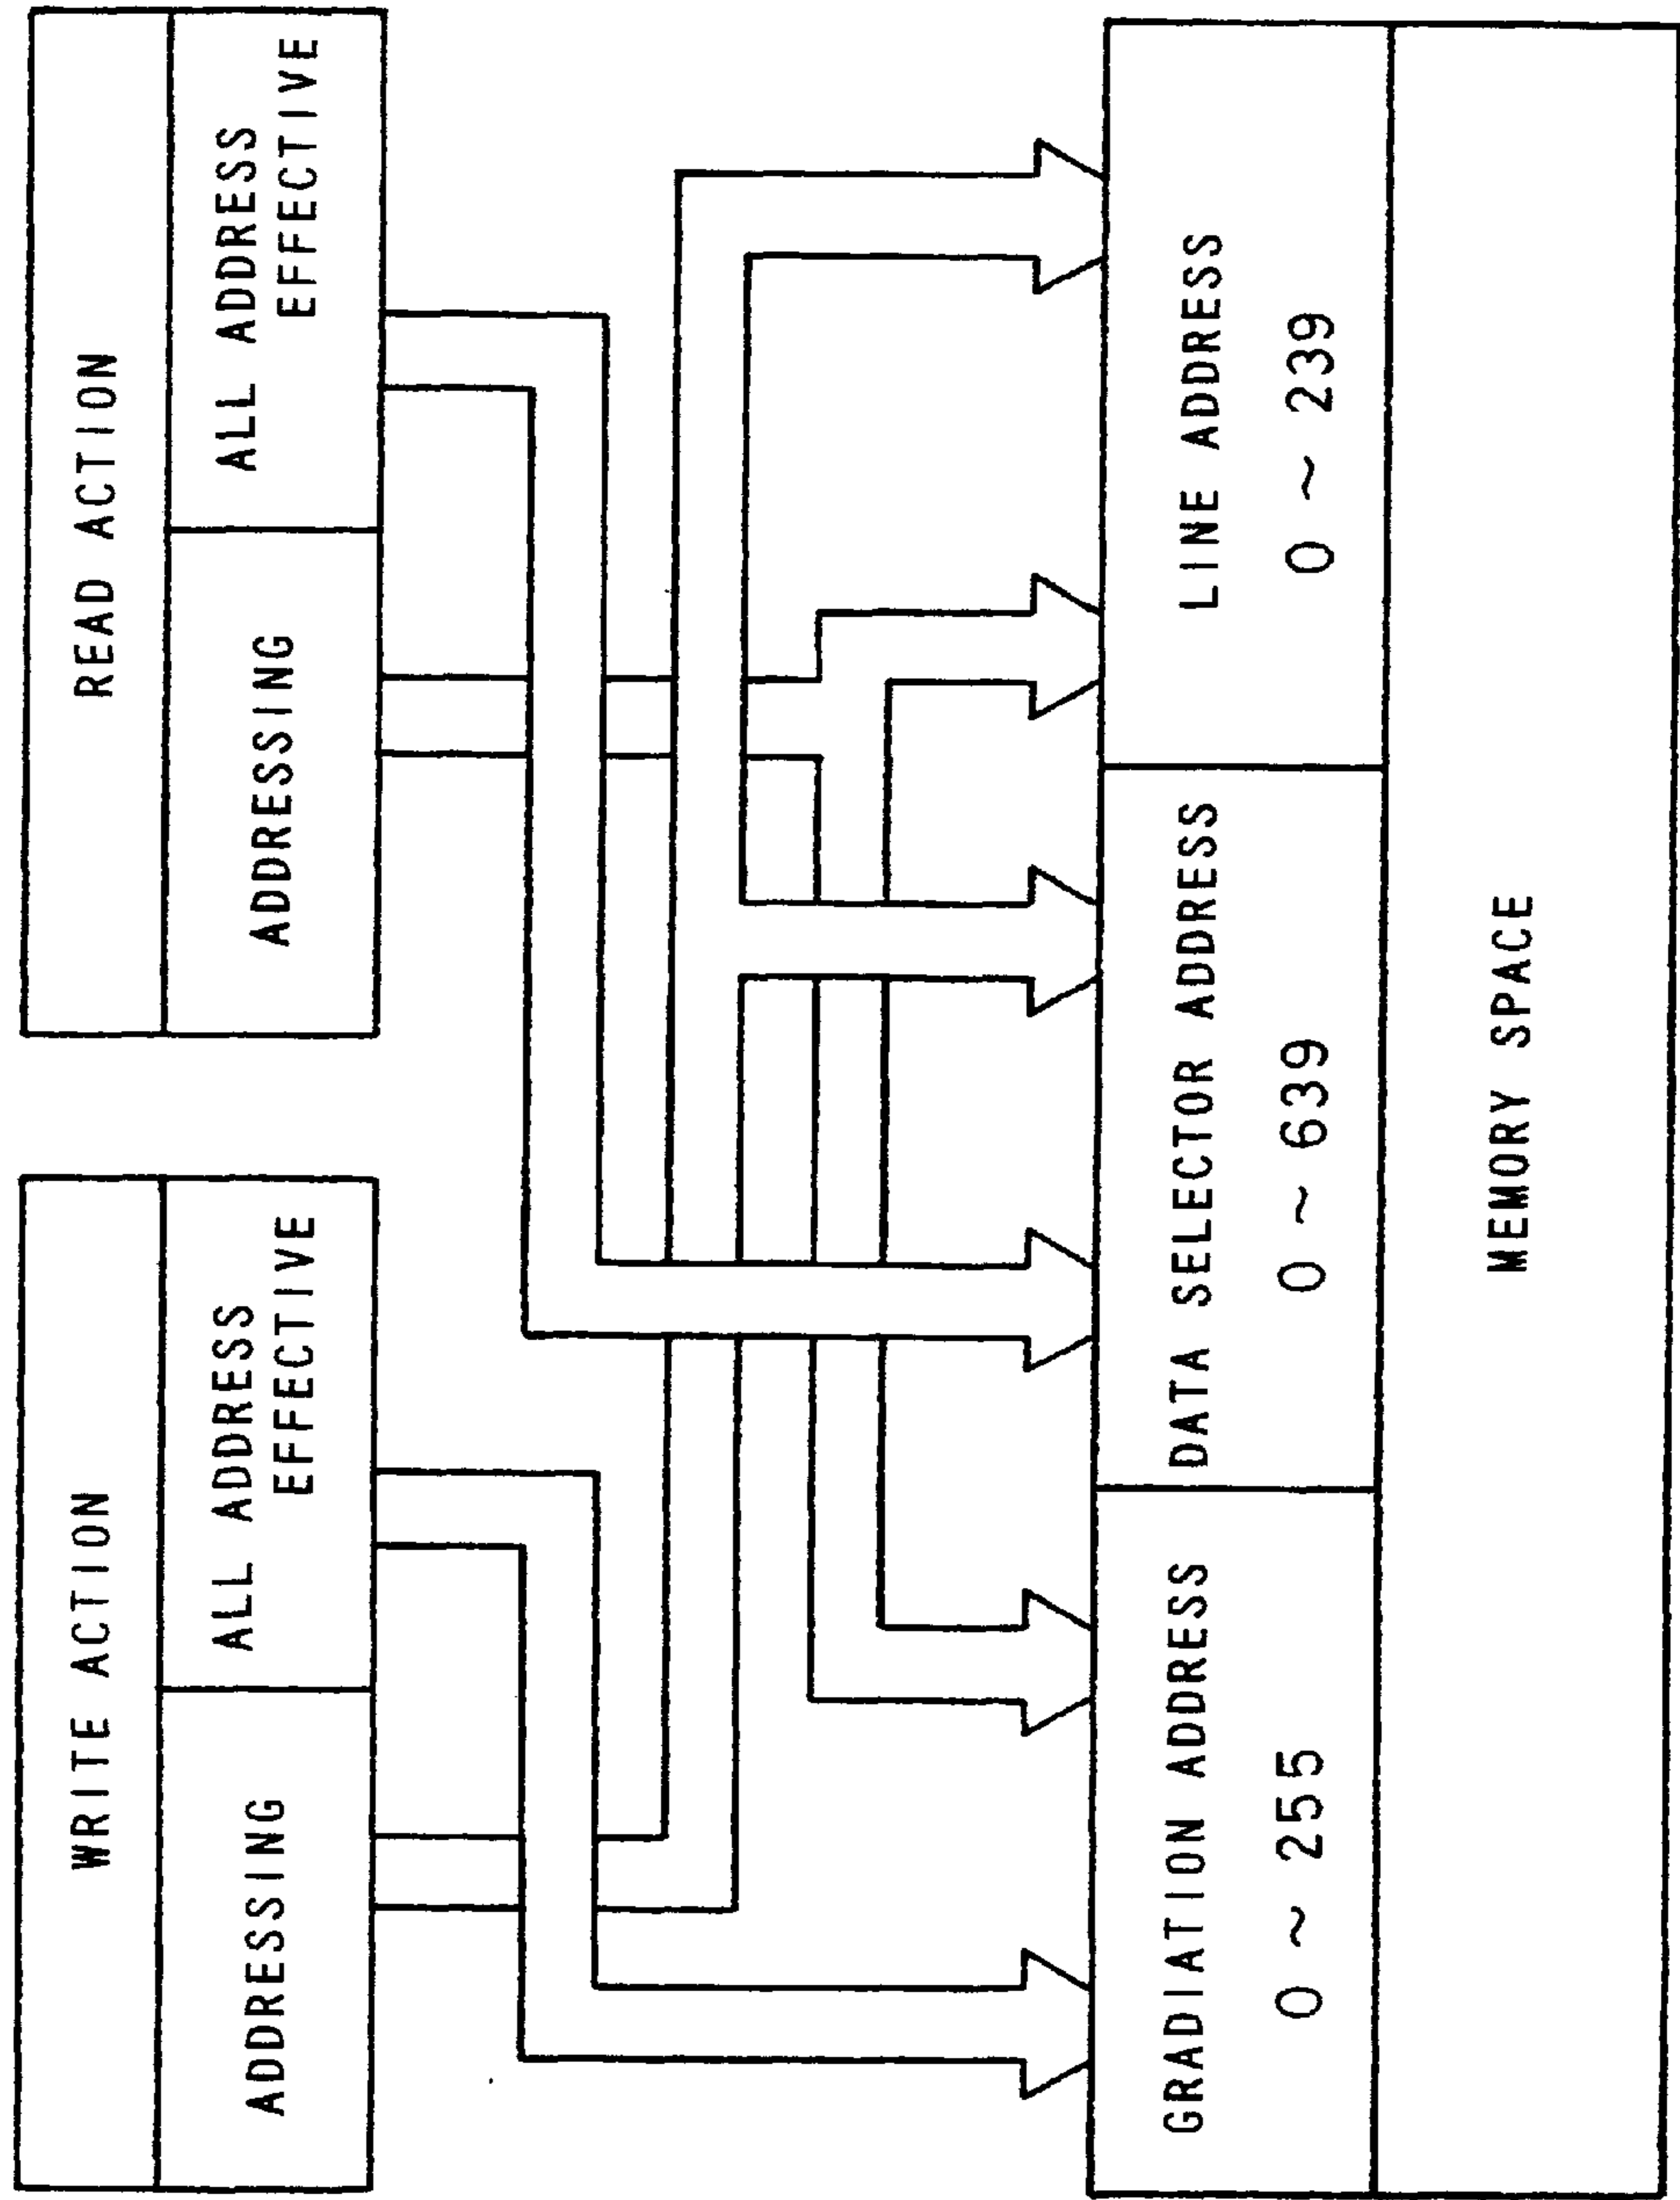 WRITE ACTION
ADDRESSING
ALL ADDRESS
EFFECTIVE
READ ACTION
ADDRESSING
ALL ADDRESS
EFFECTIVE
GRADIATION ADDRESS
0 ~ 255
DATA SELECTOR ADDRESS
0 ~ 639
LINE ADDRESS
0 ~ 239
MEMORY SPACE